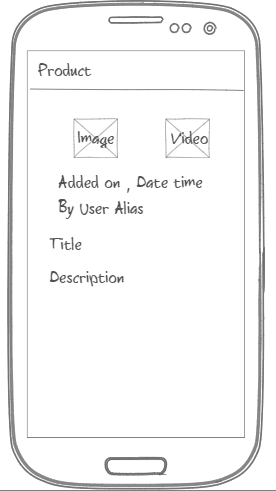 Product
Image Video
Added on , Date time
By User Alias
Title
Description